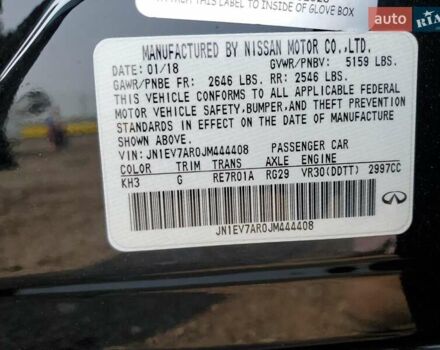 ATTACH THIS LABEL TO INSIDE OF GLOVE BOX
auto RIA
MANUFACTURED BY NISSAN MOTOR CO.,LTD.
DATE: 01/18 GVWR/PNBV: 5159 LBS.
GAWR/PNBE FR: 2646 LBS. RR: 2546 LBS.
THIS VEHICLE CONFORMS TO ALL APPLICABLE FEDERAL
MOTOR VEHICLE SAFETY,BUMPER,AND THEFT PREVENTION
STANDARDS IN EFFECT ON THE DATE OF MANUFACTURE
SHOWN ABOVE.
VIN: JN1EV7AR0JM444408 PASSENGER CAR
COLOR TRIM TRANS AXLE ENGINE
KH3 G RE7R01A RG29 VR30(DDTT) 2997CC
JN1EV7AR0JM444408